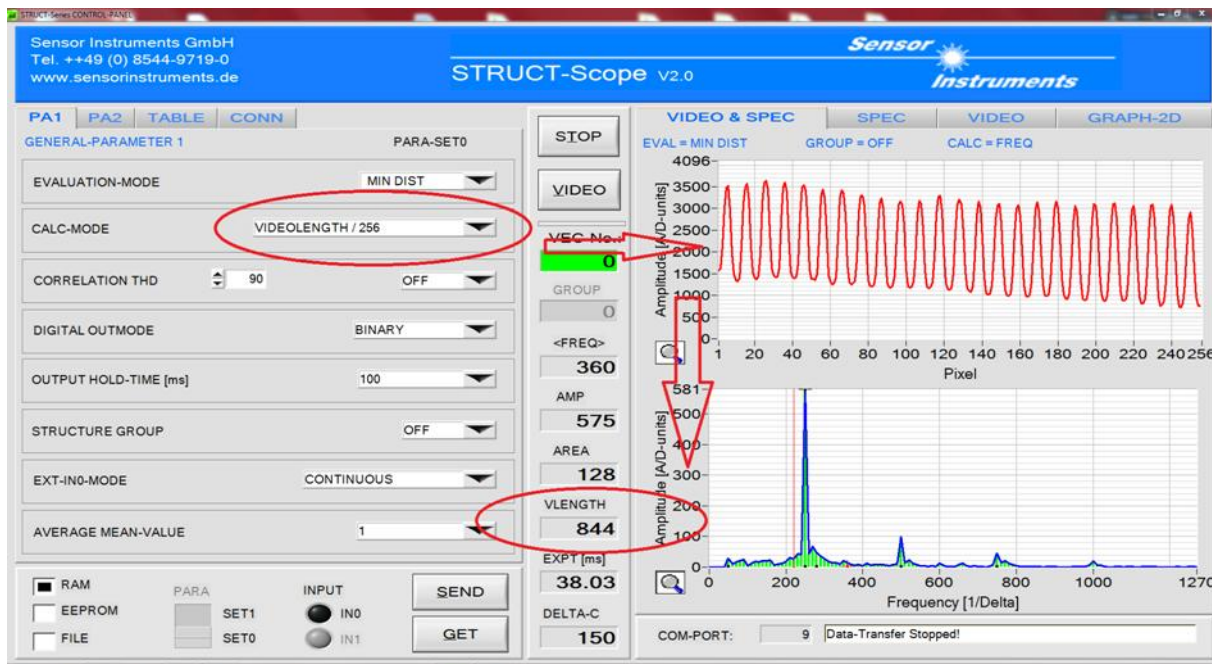 STRUCT-Series CONTROL-PANEL
Sensor Instruments GmbH
Tel. ++49 (0) 8544-9719-0
www.sensorinstruments.de
STRUCT-Scope V2.0
Sensor
Instruments
PA1 PA2 TABLE CONN
GENERAL-PARAMETER 1 PARA-SET0
EVALUATION-MODE MIN DIST
CALC-MODE VIDEOLENGTH / 256
CORRELATION THD 90 OFF
DIGITAL OUTMODE BINARY
OUTPUT HOLD-TIME [ms] 100
STRUCTURE GROUP OFF
EXT-IN0-MODE CONTINUOUS
AVERAGE MEAN-VALUE 1
RAM
EEPROM
FILE
PARA
SET1
SET0
INPUT
IN0
IN1
SEND
GET
STOP
VIDEO
VEC-No.:
0
GROUP
0
<FREQ>
360
AMP
575
AREA
128
VLENGTH
844
EXPT [ms]
38.03
DELTA-C
150
VIDEO & SPEC SPEC VIDEO GRAPH-2D
EVAL = MIN DIST GROUP = OFF CALC = FREQ
Amplitude [A/D-units]
4096
3500
3000
2500
2000
1500
1000
500
0
1 20 40 60 80 100 120 140 160 180 200 220 240 256
Pixel
Amplitude [A/D-units]
581
500
400
300
200
100
0
0 200 400 600 800 1000 1270
Frequency [1/Delta]
COM-PORT: 9 Data-Transfer Stopped!